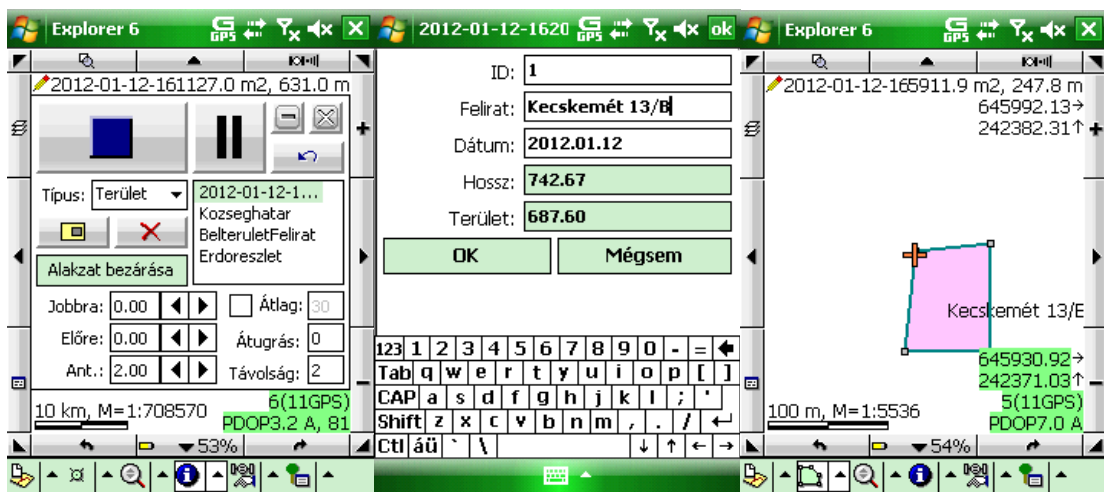 Explorer 6
GPS
2012-01-12-161127.0 m2, 631.0 m
Típus: Terület
2012-01-12-1...
Kozseghatar
BelteruletFelirat
Erdoreszlet
Alakzat bezárása
Jobbra: 0.00
Átlag: 30
Előre: 0.00
Átugrás: 0
Ant.: 2.00
Távolság: 2
10 km, M=1:708570
6(11GPS)
PDOP3.2 A, 81
53%
2012-01-12-1620
GPS
ok
ID: 1
Felirat: Kecskemét 13/B
Dátum: 2012.01.12
Hossz: 742.67
Terület: 687.60
OK
Mégsem
123 1 2 3 4 5 6 7 8 9 0 - =
Tab q w e r t y u i o p [ ]
CAP a s d f g h j k l ; '
Shift z x c v b n m , . /
Ctl áü ` \
Explorer 6
GPS
2012-01-12-165911.9 m2, 247.8 m
645992.13→
242382.31↑
Kecskemét 13/E
645930.92→
242371.03↑
5(11GPS)
100 m, M=1:5536
PDOP7.0 A
54%